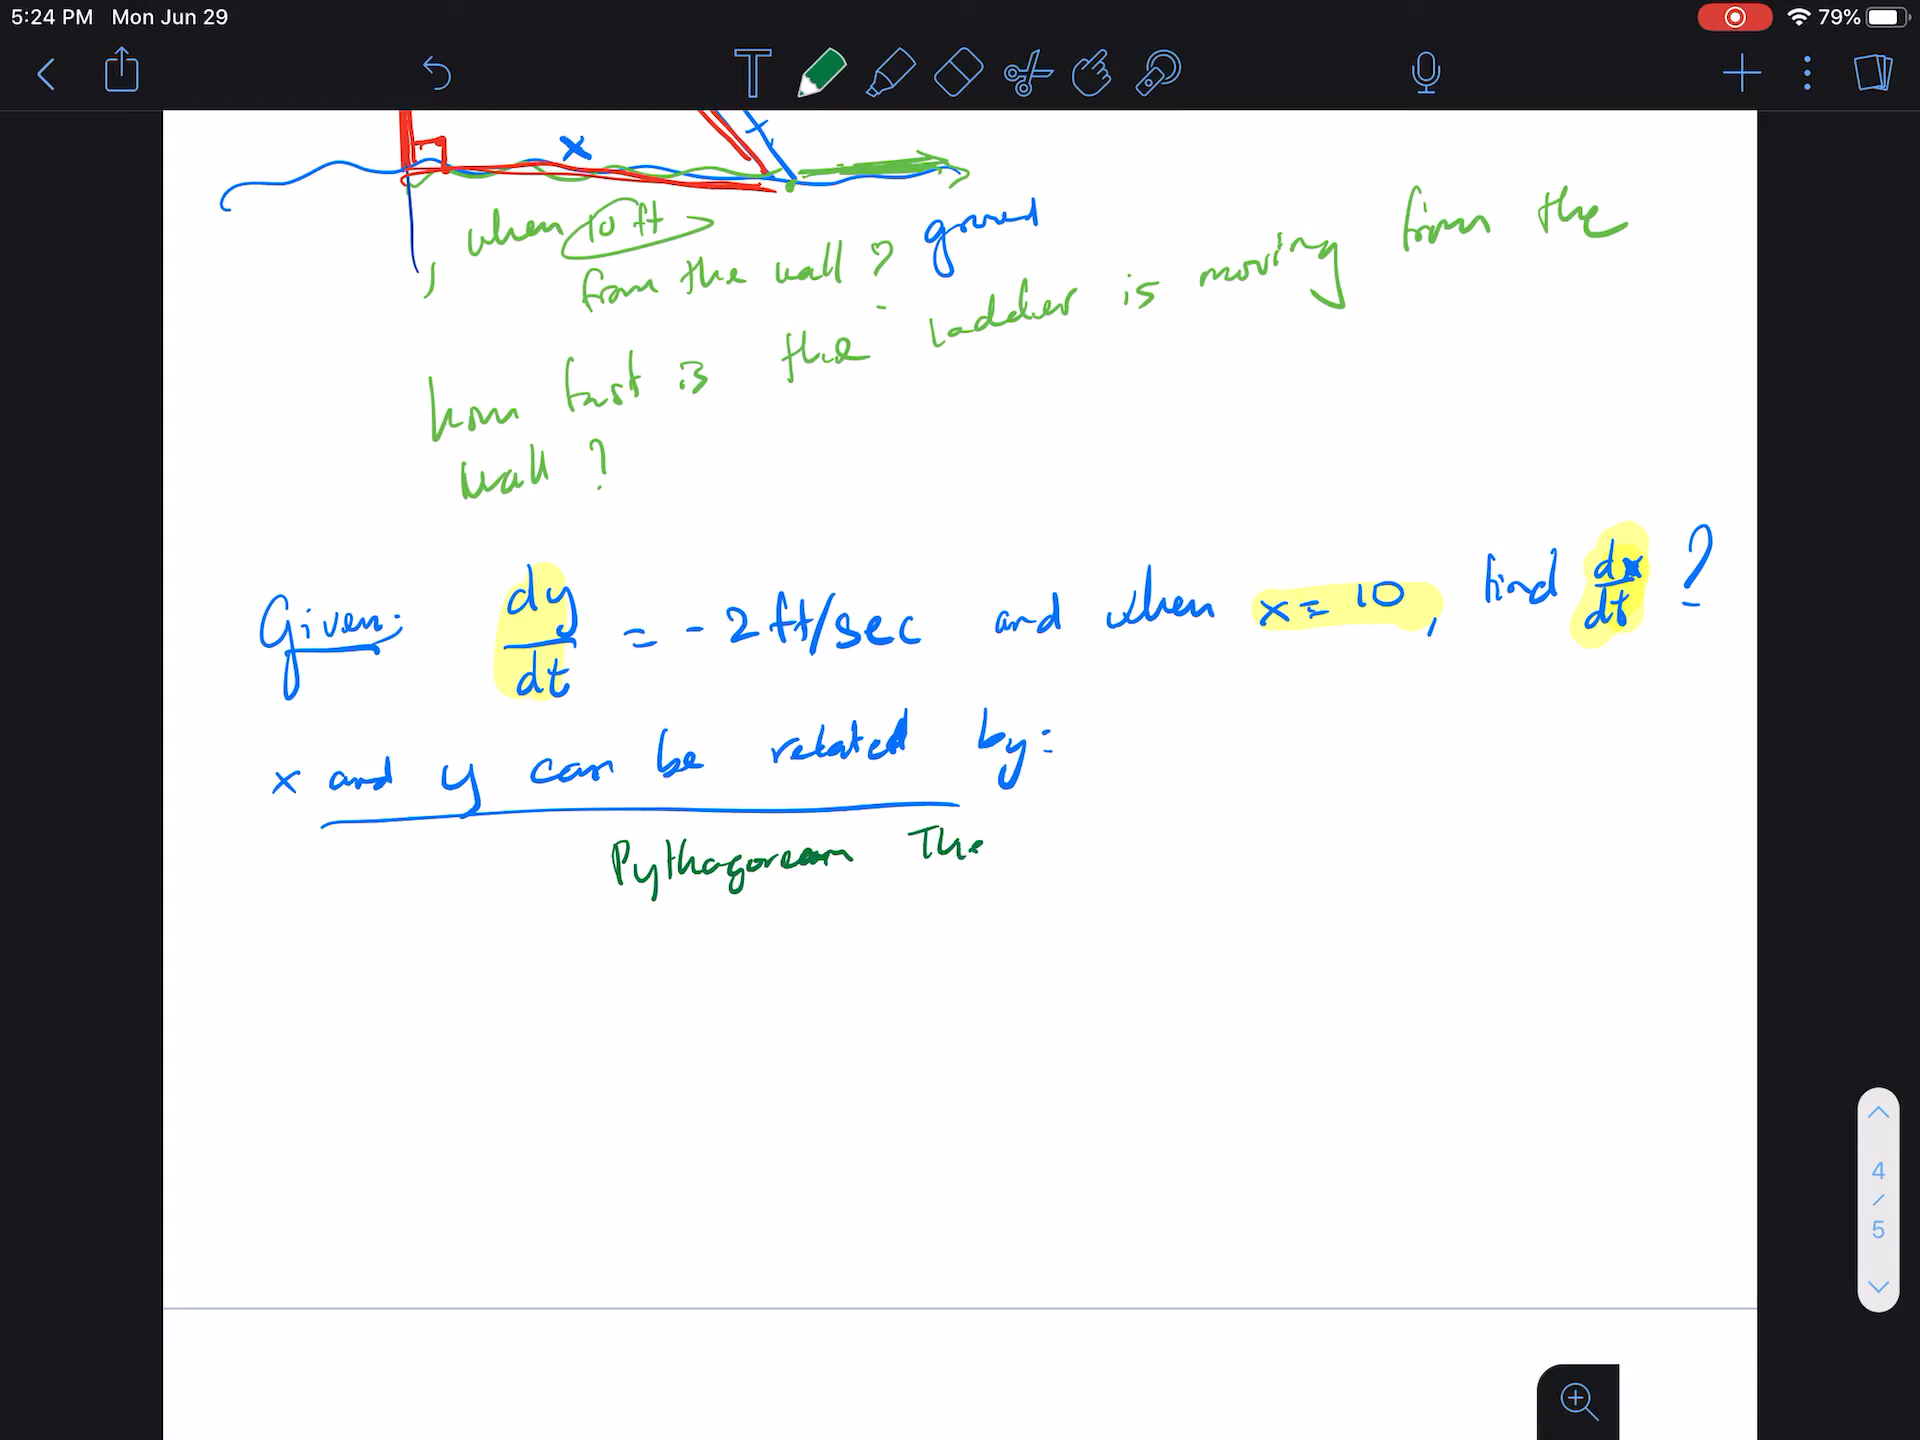 5:24 PM Mon Jun 29
79%
T
x
, when 10 ft
from the wall ? ground
how fast is the ladder is moving from the
wall ?
Given: dy/dt = -2 ft/sec and when x = 10, find dx/dt ?
x and y can be related by:
Pythagorean The
4
/
5